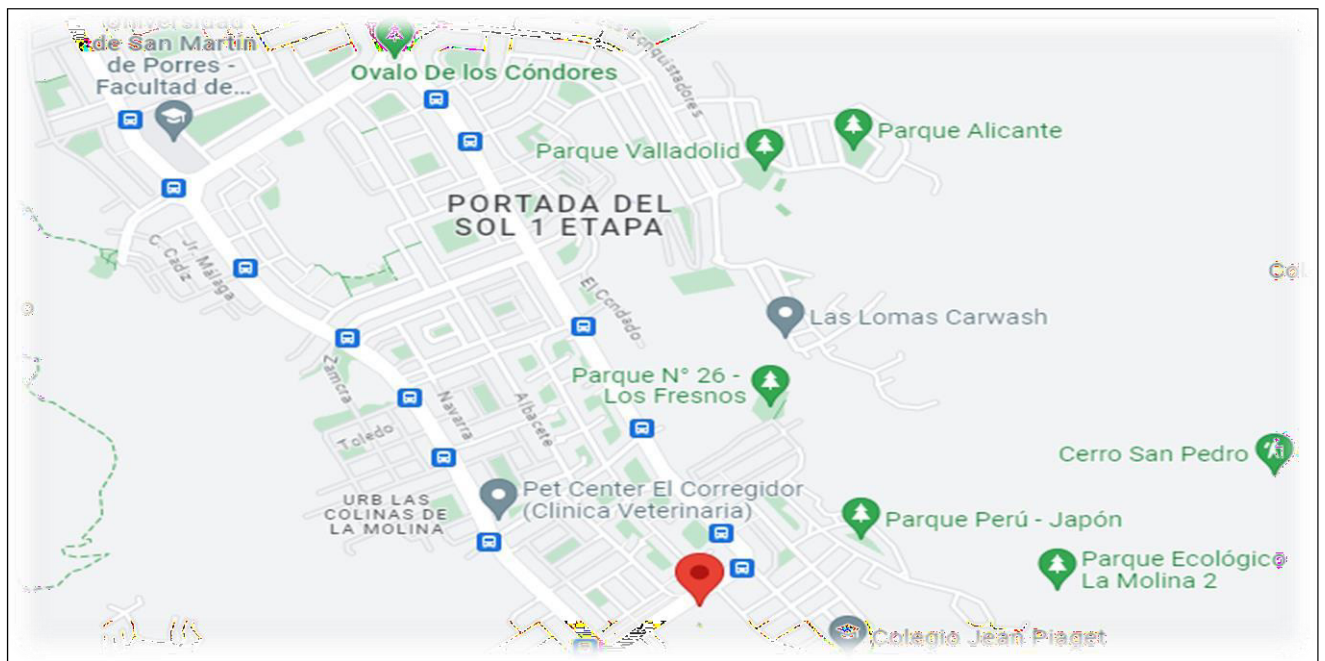 Universidad
de San Martín
de Porres -
Facultad de...
Ovalo De los Cóndores
Conquistadores
Parque Alicante
Parque Valladolid
PORTADA DEL
SOL 1 ETAPA
C. Cadiz
Jr. Málaga
El Condado
Las Lomas Carwash
Zamora
Parque N° 26 -
Los Fresnos
Navarra
Albacete
Toledo
Cerro San Pedro
URB LAS
COLINAS DE
LA MOLINA
Pet Center El Corregidor
(Clinica Veterinaria)
Parque Perú - Japón
Parque Ecológico
La Molina 2
Colegio Jean Piaget